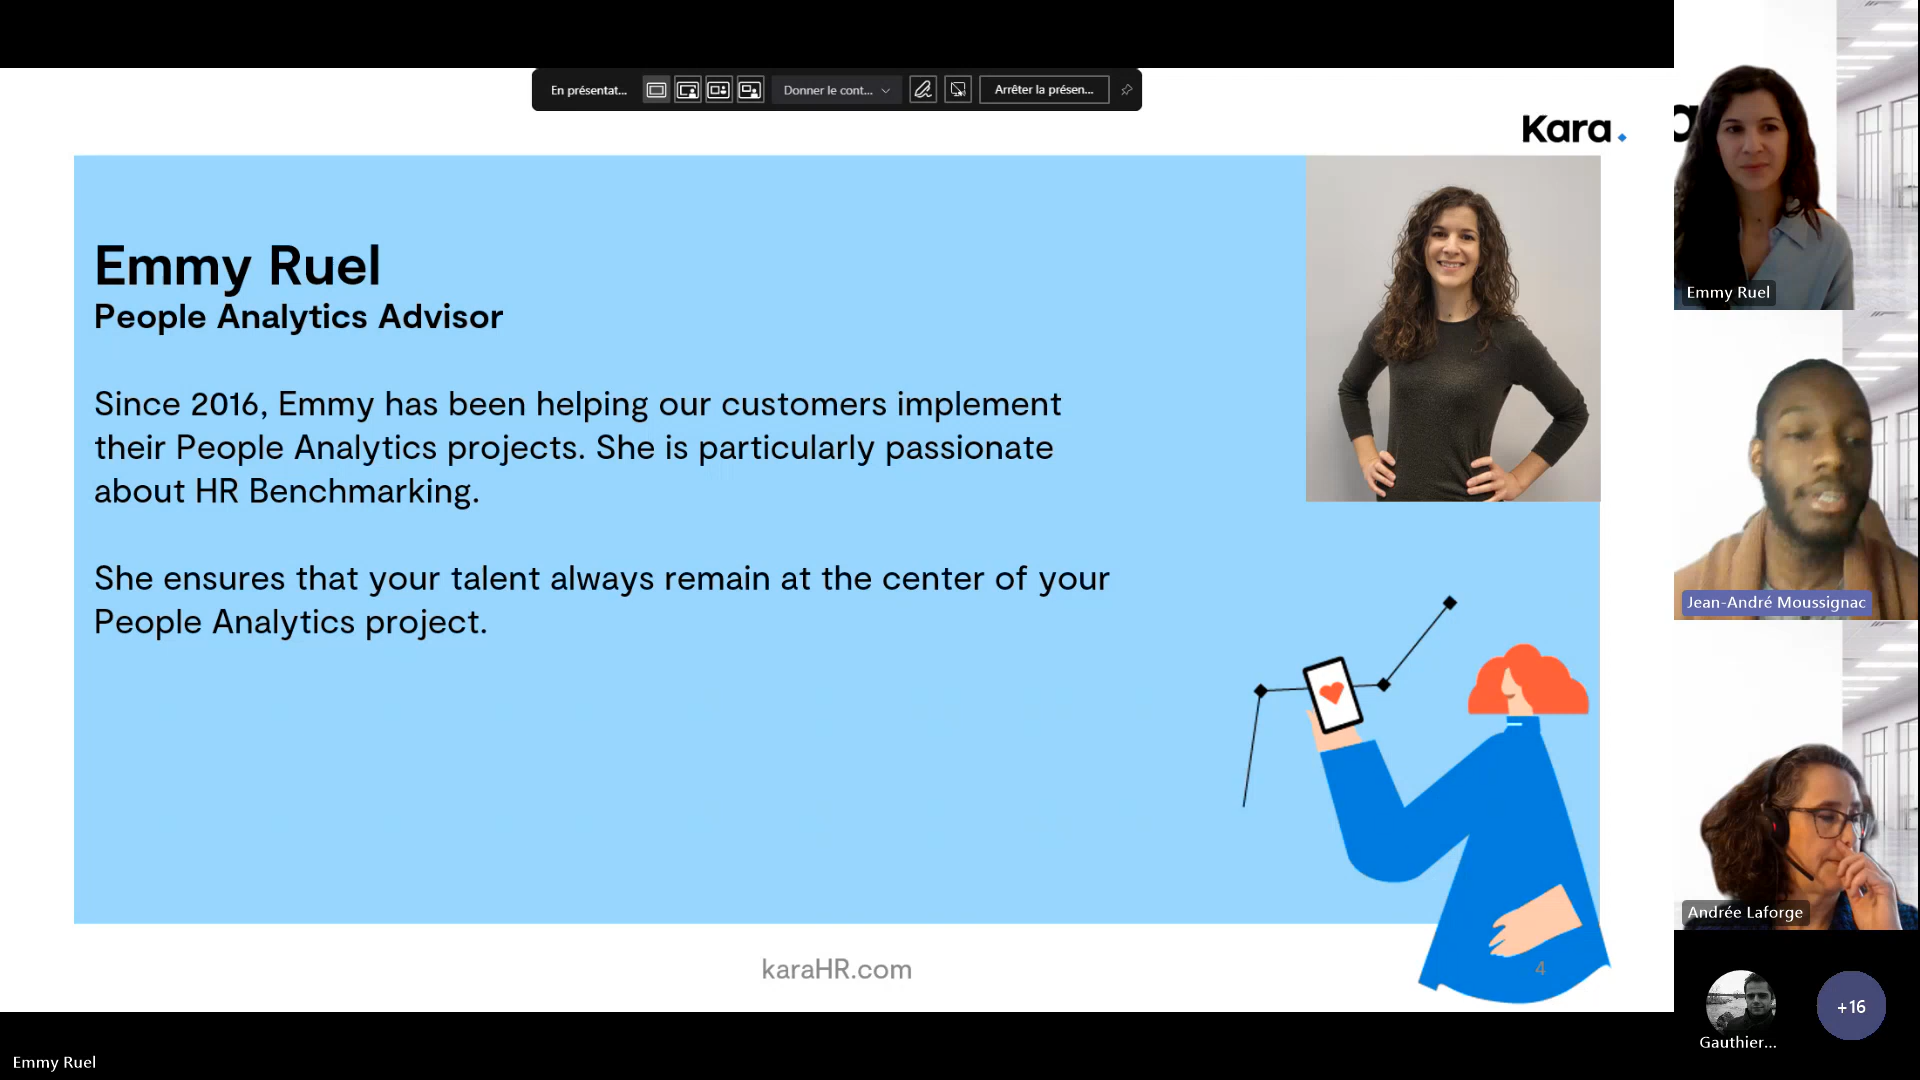 En présentat...
Donner le cont...
Arrêter la présen...
Kara.
Emmy Ruel
People Analytics Advisor
Since 2016, Emmy has been helping our customers implement
their People Analytics projects. She is particularly passionate
about HR Benchmarking.
She ensures that your talent always remain at the center of your
People Analytics project.
karaHR.com
4
Emmy Ruel
Emmy Ruel
Jean-André Moussignac
Andrée Laforge
Gauthier...
+16